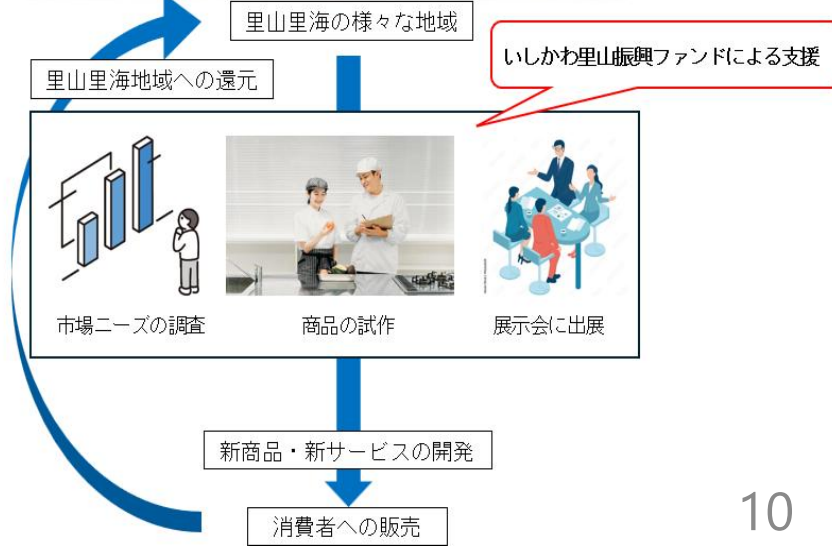 里山里海の様々な地域
いしかわ里山振興ファンドによる支援
里山里海地域への還元
市場ニーズの調査
商品の試作
展示会に出展
新商品・新サービスの開発
消費者への販売
10